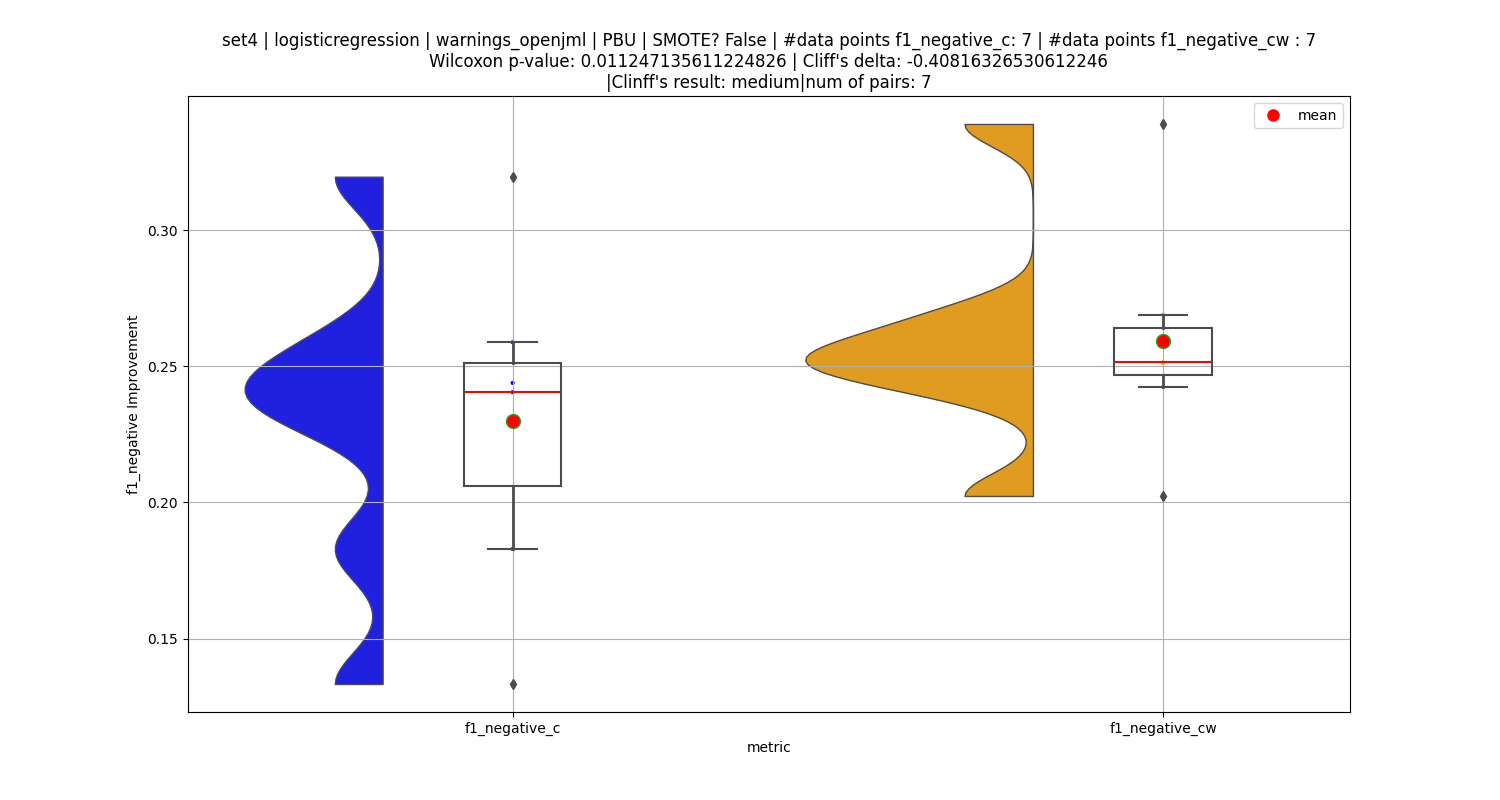 set4 | logisticregression | warnings_openjml | PBU | SMOTE? False | #data points f1_negative_c: 7 | #data points f1_negative_cw : 7
Wilcoxon p-value: 0.011247135611224826 | Cliff's delta: -0.40816326530612246
|Clinff's result: medium|num of pairs: 7
mean
f1_negative Improvement
0.30
0.25
0.20
0.15
f1_negative_c
f1_negative_cw
metric